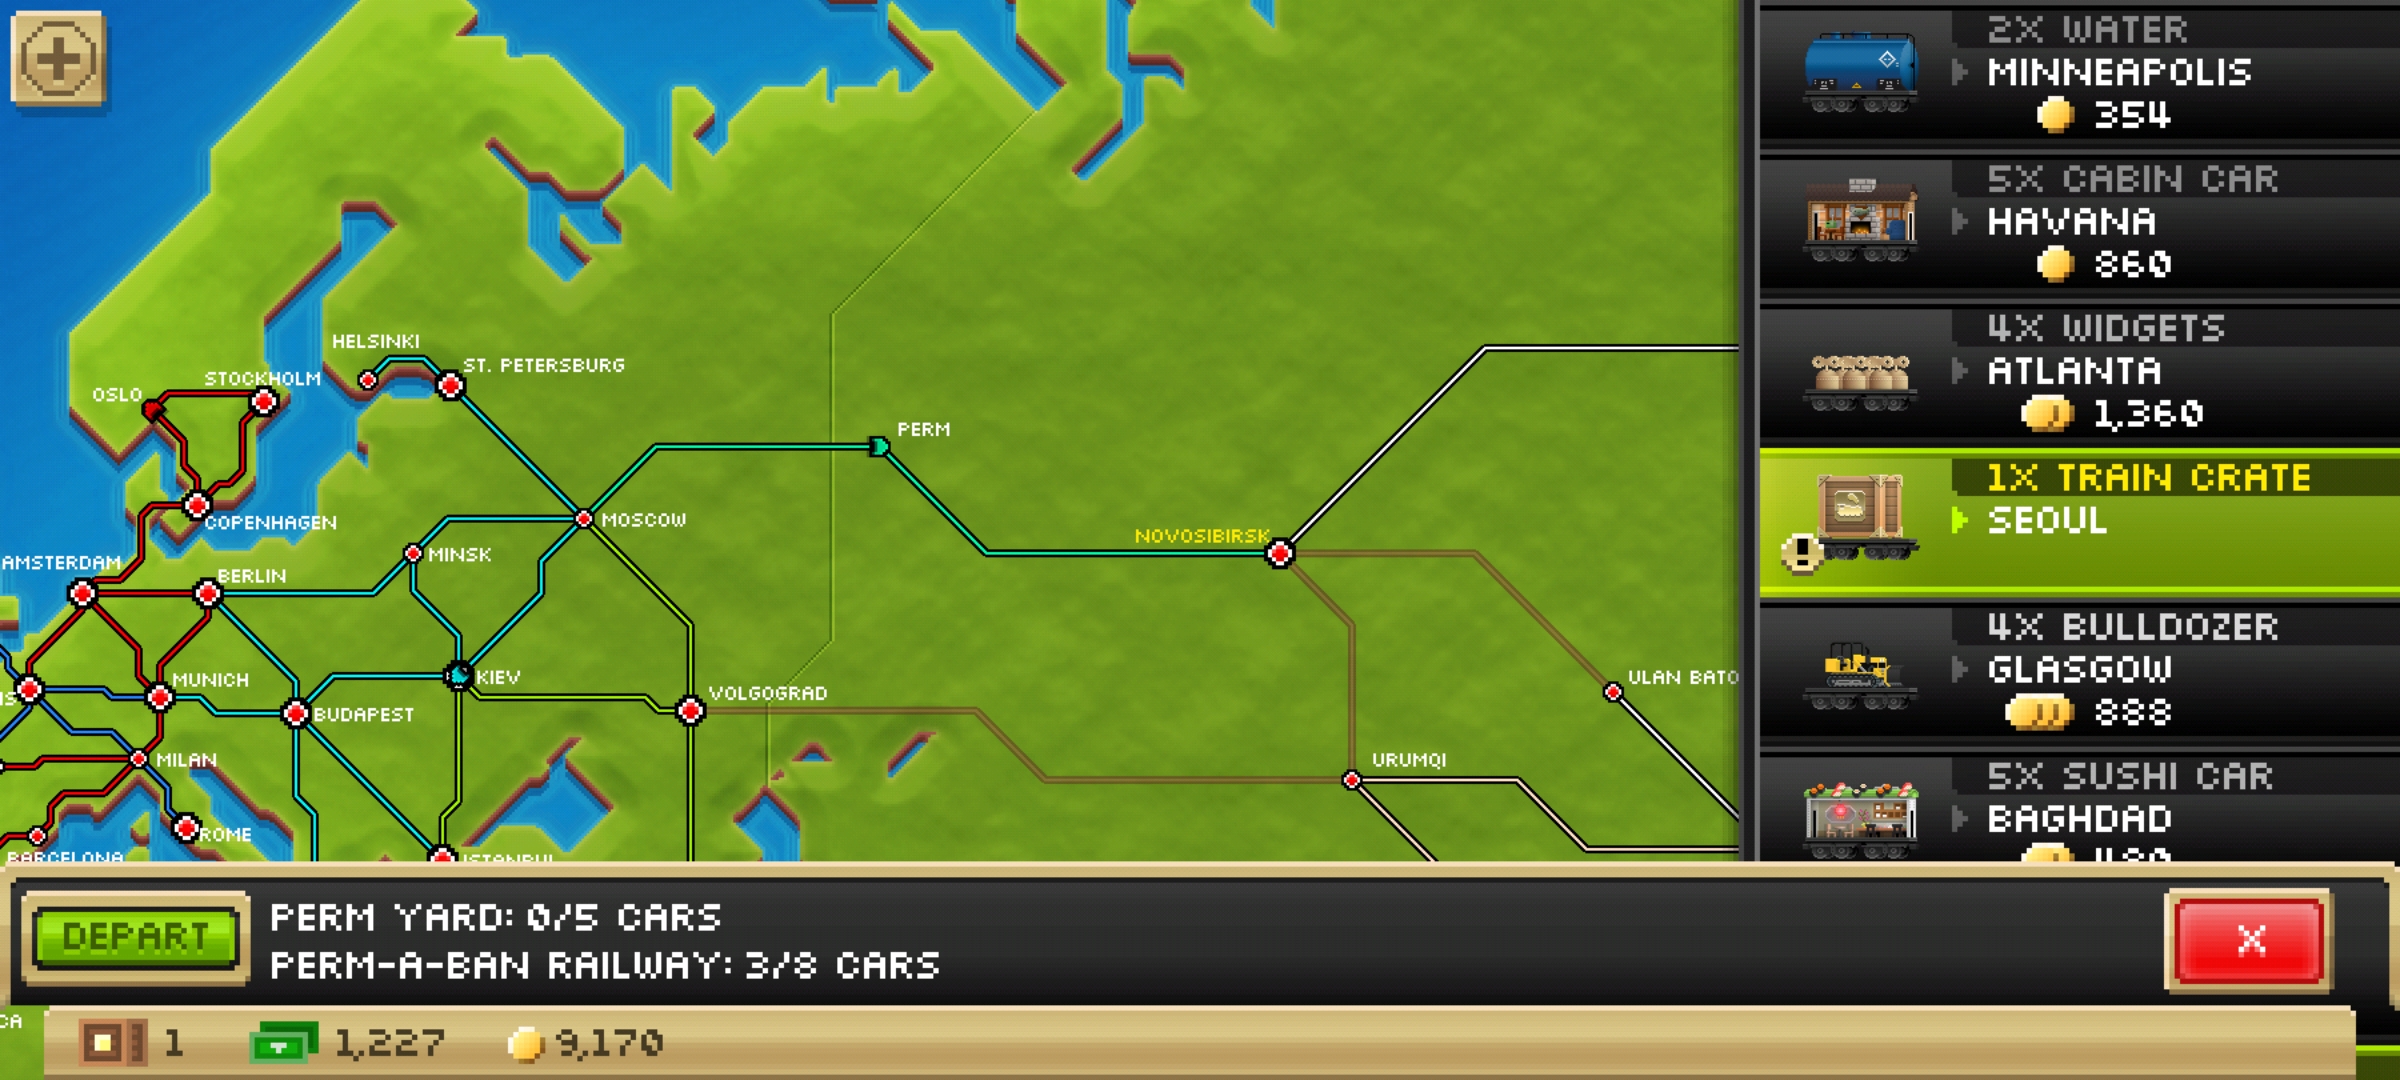 HELSINKI
ST. PETERSBURG
STOCKHOLM
OSLO
PERM
COPENHAGEN
MOSCOW
NOVOSIBIRSK
MINSK
AMSTERDAM
BERLIN
KIEV
ULAN BATO
MUNICH
VOLGOGRAD
BUDAPEST
MILAN
URUMQI
ROME
BARCELONA
ISTANBUL
2X WATER
MINNEAPOLIS
354
5X CABIN CAR
HAVANA
860
4X WIDGETS
ATLANTA
1,360
1X TRAIN CRATE
SEOUL
4X BULLDOZER
GLASGOW
888
5X SUSHI CAR
BAGHDAD
DEPART
PERM YARD: 0/5 CARS
PERM-A-BAN RAILWAY: 3/8 CARS
X
CA
1
1,227
9,170